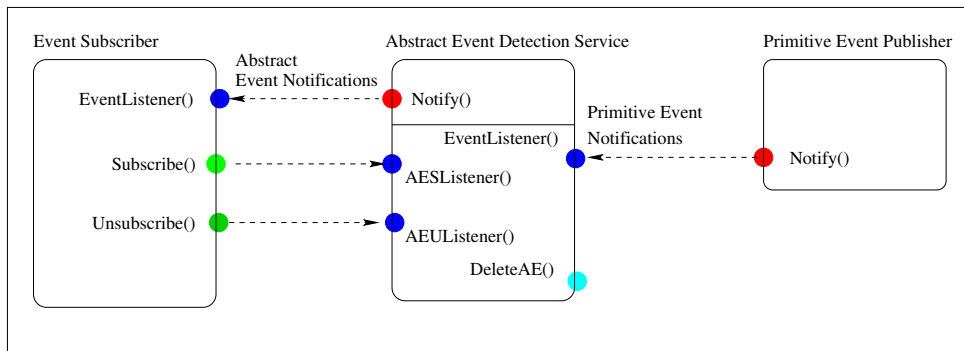 Event Subscriber
Abstract Event Detection Service
Primitive Event Publisher
Abstract
Event Notifications
EventListener()
Notify()
Primitive Event
Notifications
EventListener()
Notify()
Subscribe()
AESListener()
Unsubscribe()
AEUListener()
DeleteAE()